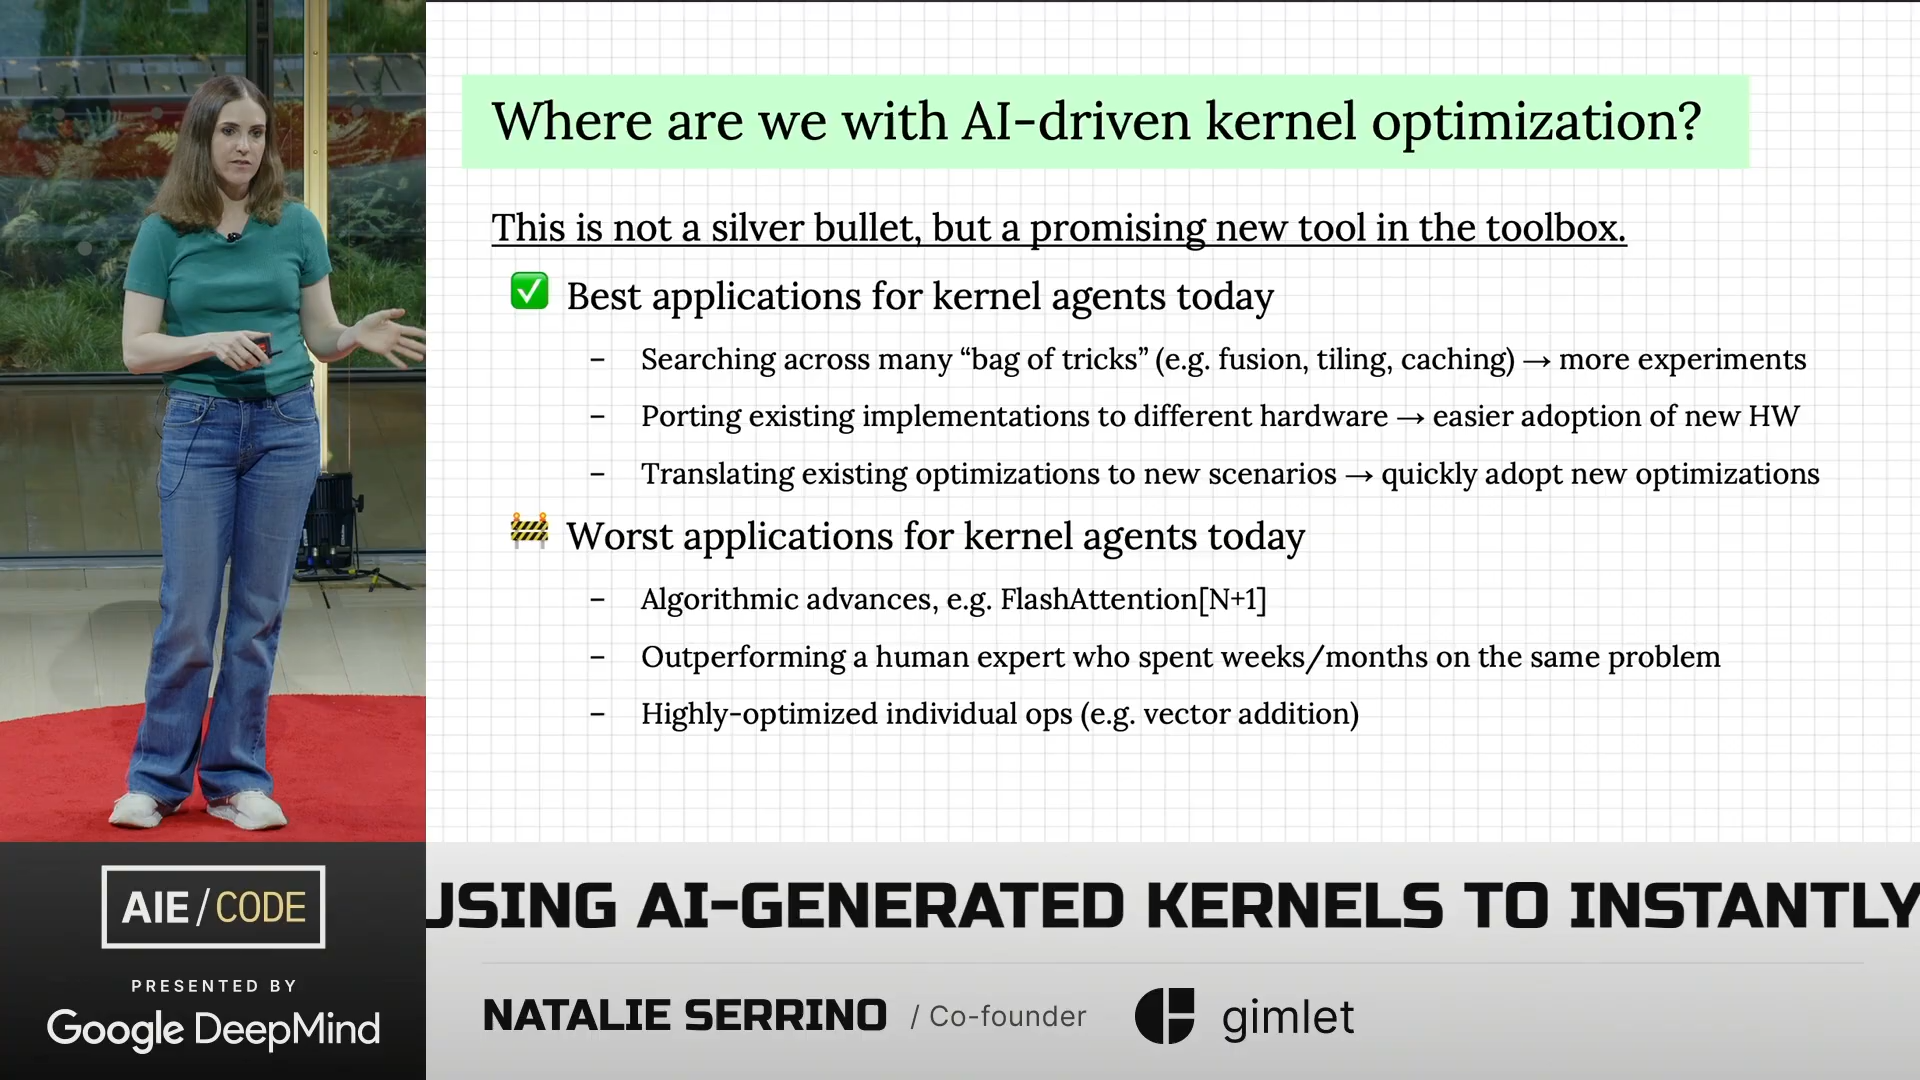 Where are we with AI-driven kernel optimization?
This is not a silver bullet, but a promising new tool in the toolbox.
✅ Best applications for kernel agents today
– Searching across many “bag of tricks” (e.g. fusion, tiling, caching) → more experiments
– Porting existing implementations to different hardware → easier adoption of new HW
– Translating existing optimizations to new scenarios → quickly adopt new optimizations
🚧 Worst applications for kernel agents today
– Algorithmic advances, e.g. FlashAttention[N+1]
– Outperforming a human expert who spent weeks/months on the same problem
– Highly-optimized individual ops (e.g. vector addition)
AIE/CODE
PRESENTED BY
Google DeepMind
USING AI-GENERATED KERNELS TO INSTANTLY
NATALIE SERRINO / Co-founder gimlet